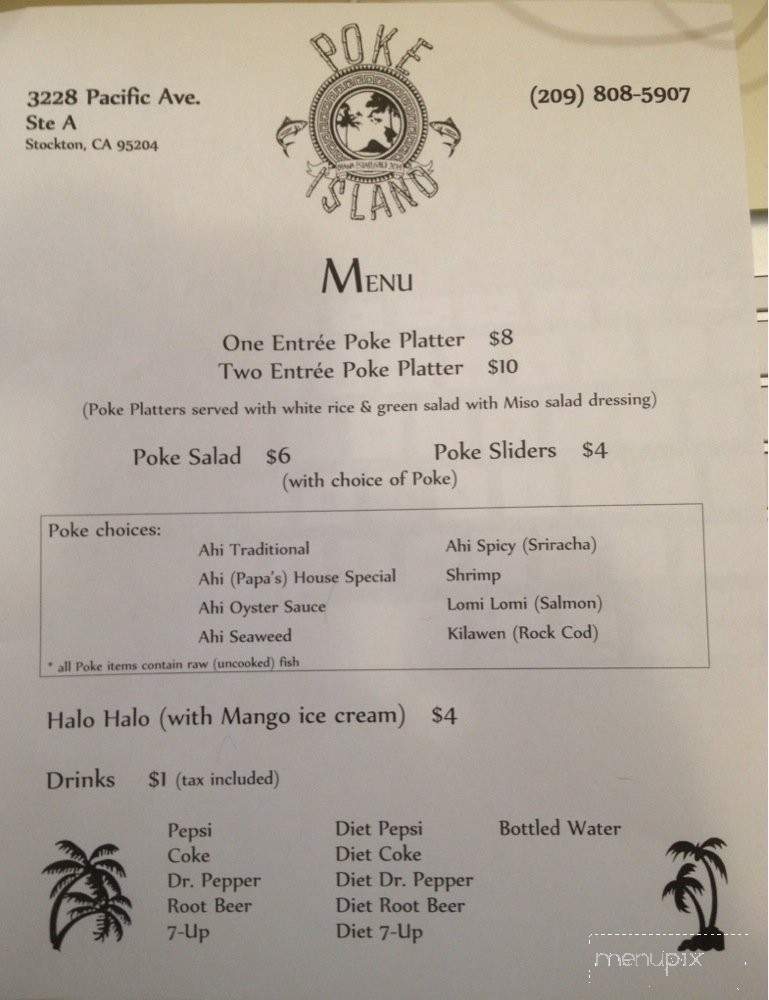 POKE
ISLAND
3228 Pacific Ave.
Ste A
Stockton, CA 95204
(209) 808-5907
MENU
One Entrée Poke Platter $8
Two Entrée Poke Platter $10
(Poke Platters served with white rice & green salad with Miso salad dressing)
Poke Salad $6 Poke Sliders $4
(with choice of Poke)
Poke choices:
Ahi Traditional Ahi Spicy (Sriracha)
Ahi (Papa's) House Special Shrimp
Ahi Oyster Sauce Lomi Lomi (Salmon)
Ahi Seaweed Kilawen (Rock Cod)
* all Poke items contain raw (uncooked) fish
Halo Halo (with Mango ice cream) $4
Drinks $1 (tax included)
Pepsi Diet Pepsi Bottled Water
Coke Diet Coke
Dr. Pepper Diet Dr. Pepper
Root Beer Diet Root Beer
7-Up Diet 7-Up
menupix